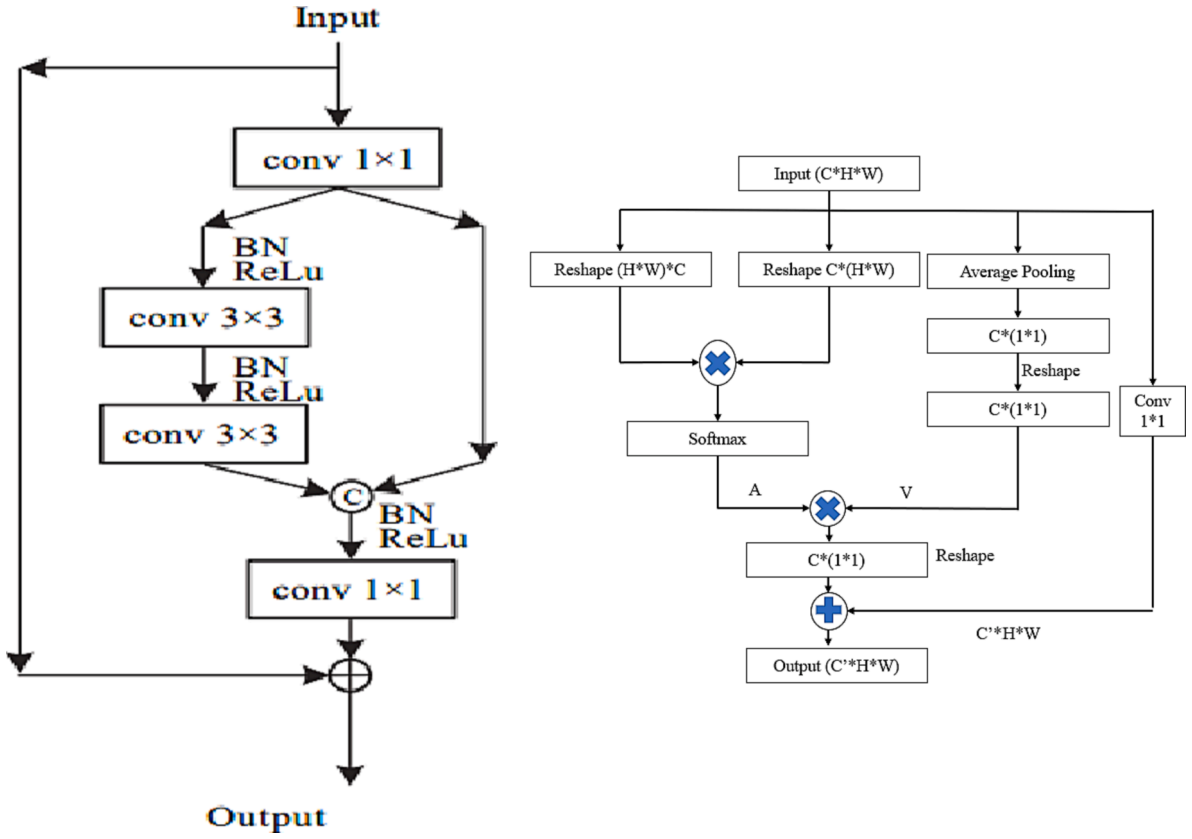 Input
conv 1×1
BN
ReLu
conv 3×3
BN
ReLu
conv 3×3
C
BN
ReLu
conv 1×1
Output
Input (C*H*W)
Reshape (H*W)*C
Reshape C*(H*W)
Average Pooling
C*(1*1)
Reshape
C*(1*1)
Conv
1*1
Softmax
A
V
C*(1*1)
Reshape
C'*H*W
Output (C'*H*W)